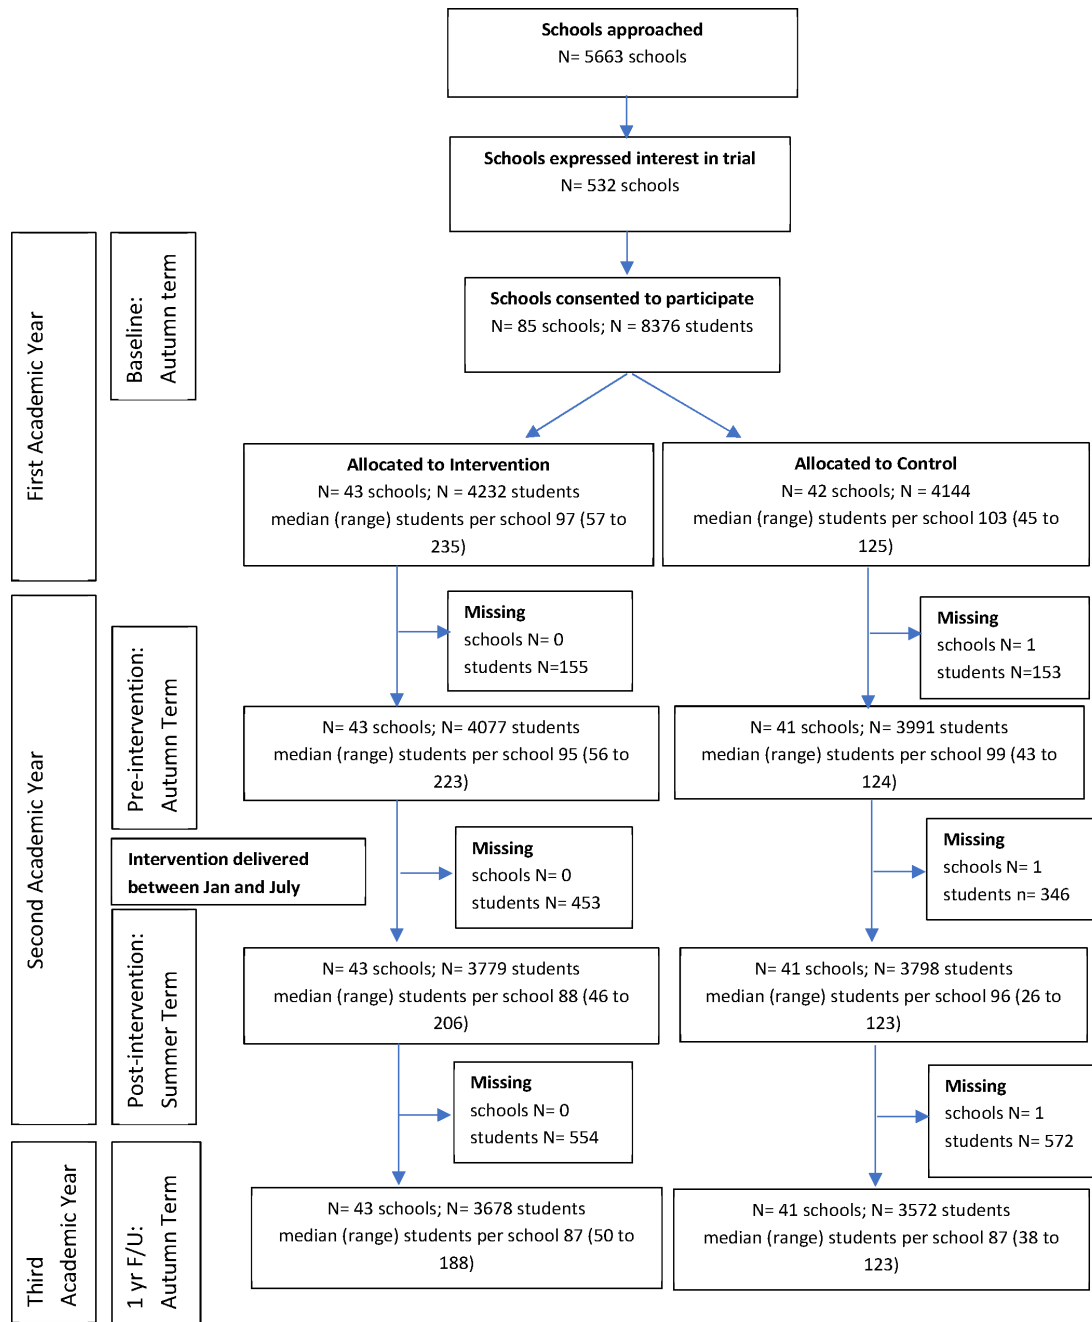 Schools approached
N= 5663 schools
Schools expressed interest in trial
N= 532 schools
First Academic Year
Baseline:
Autumn term
Schools consented to participate
N= 85 schools; N = 8376 students
Allocated to Intervention
N= 43 schools; N = 4232 students
median (range) students per school 97 (57 to
235)
Allocated to Control
N= 42 schools; N = 4144
median (range) students per school 103 (45 to
125)
Second Academic Year
Pre-intervention:
Autumn Term
Missing
schools N= 0
students N=155
Missing
schools N= 1
students N=153
N= 43 schools; N= 4077 students
median (range) students per school 95 (56 to
223)
N= 41 schools; N= 3991 students
median (range) students per school 99 (43 to
124)
Intervention delivered
between Jan and July
Missing
schools N= 0
students N= 453
Missing
schools N= 1
students n= 346
Post-intervention:
Summer Term
N= 43 schools; N= 3779 students
median (range) students per school 88 (46 to
206)
N= 41 schools; N= 3798 students
median (range) students per school 96 (26 to
123)
Missing
schools N= 0
students N= 554
Missing
schools N= 1
students N= 572
Third
Academic Year
1 yr F/U:
Autumn Term
N= 43 schools; N= 3678 students
median (range) students per school 87 (50 to
188)
N= 41 schools; N= 3572 students
median (range) students per school 87 (38 to
123)